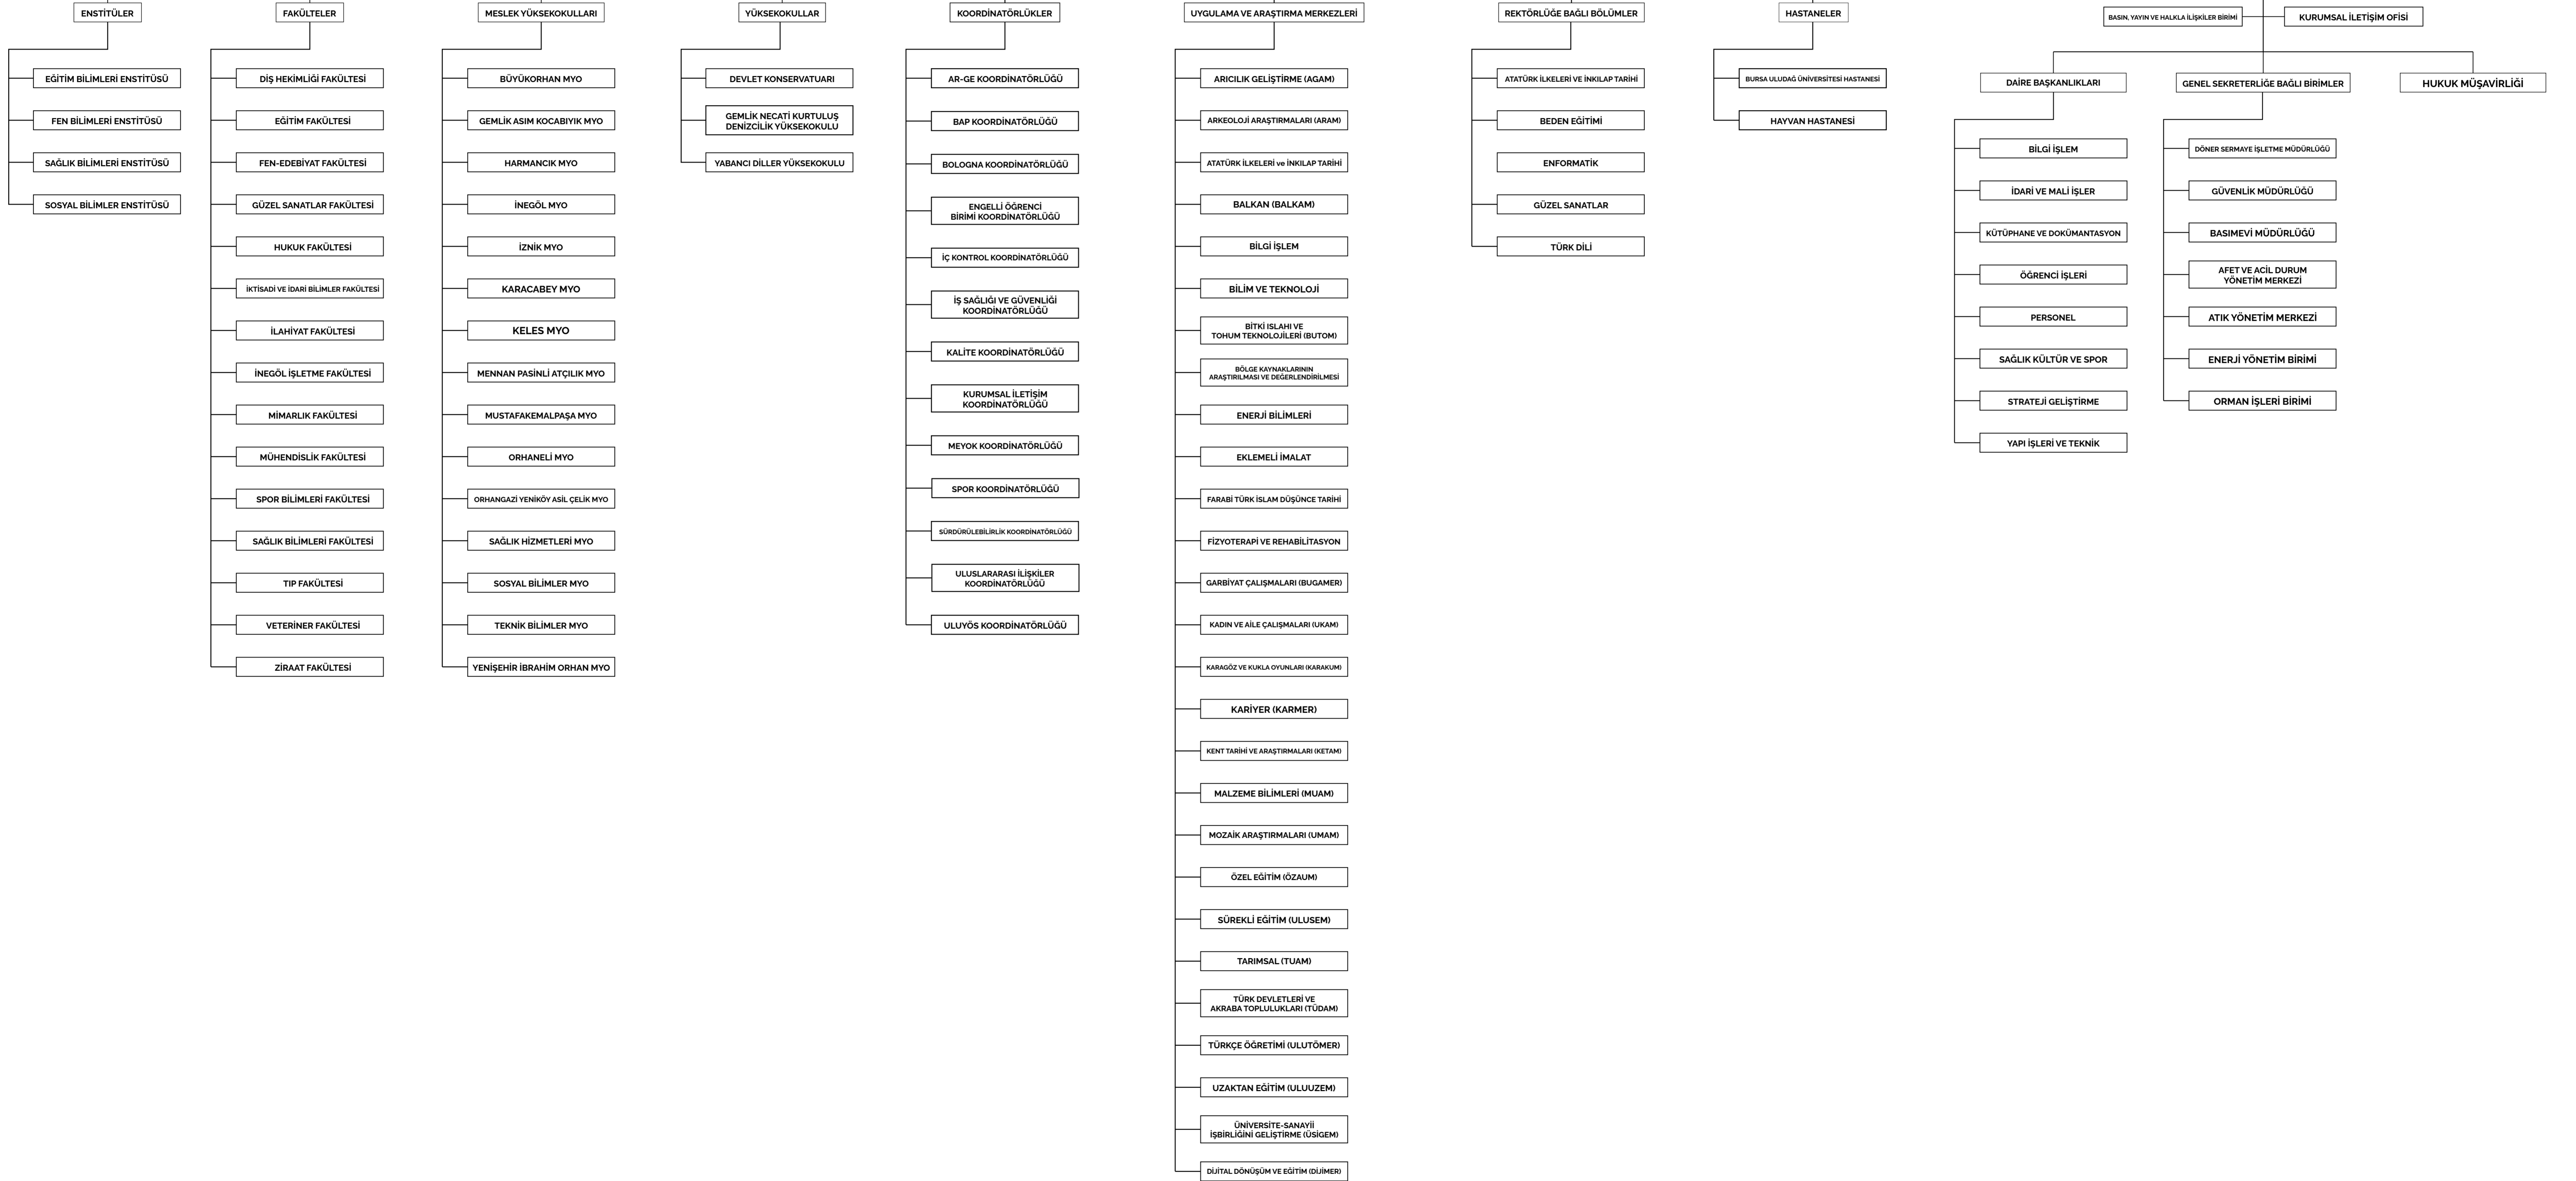 ENSTİTÜLER
EĞİTİM BİLİMLERİ ENSTİTÜSÜ
FEN BİLİMLERİ ENSTİTÜSÜ
SAĞLIK BİLİMLERİ ENSTİTÜSÜ
SOSYAL BİLİMLER ENSTİTÜSÜ
FAKÜLTELER
DİŞ HEKİMLİĞİ FAKÜLTESİ
EĞİTİM FAKÜLTESİ
FEN-EDEBİYAT FAKÜLTESİ
GÜZEL SANATLAR FAKÜLTESİ
HUKUK FAKÜLTESİ
İKTİSADİ VE İDARİ BİLİMLER FAKÜLTESİ
İLAHİYAT FAKÜLTESİ
İNEGÖL İŞLETME FAKÜLTESİ
MİMARLIK FAKÜLTESİ
MÜHENDİSLİK FAKÜLTESİ
SPOR BİLİMLERİ FAKÜLTESİ
SAĞLIK BİLİMLERİ FAKÜLTESİ
TIP FAKÜLTESİ
VETERİNER FAKÜLTESİ
ZİRAAT FAKÜLTESİ
MESLEK YÜKSEKOKULLARI
BÜYÜKORHAN MYO
GEMLİK ASIM KOCABIYIK MYO
HARMANCIK MYO
İNEGÖL MYO
İZNİK MYO
KARACABEY MYO
KELES MYO
MENNAN PASİNLİ ATÇILIK MYO
MUSTAFAKEMALPAŞA MYO
ORHANELİ MYO
ORHANGAZİ YENİKÖY ASİL ÇELİK MYO
SAĞLIK HİZMETLERİ MYO
SOSYAL BİLİMLER MYO
TEKNİK BİLİMLER MYO
YENİŞEHİR İBRAHİM ORHAN MYO
YÜKSEKOKULLAR
DEVLET KONSERVATUARI
GEMLİK NECATİ KURTULUŞ
DENİZCİLİK YÜKSEKOKULU
YABANCI DİLLER YÜKSEKOKULU
KOORDİNATÖRLÜKLER
AR-GE KOORDİNATÖRLÜĞÜ
BAP KOORDİNATÖRLÜĞÜ
BOLOGNA KOORDİNATÖRLÜĞÜ
ENGELLİ ÖĞRENCİ
BİRİMİ KOORDİNATÖRLÜĞÜ
İÇ KONTROL KOORDİNATÖRLÜĞÜ
İŞ SAĞLIĞI VE GÜVENLİĞİ
KOORDİNATÖRLÜĞÜ
KALİTE KOORDİNATÖRLÜĞÜ
KURUMSAL İLETİŞİM
KOORDİNATÖRLÜĞÜ
MEYOK KOORDİNATÖRLÜĞÜ
SPOR KOORDİNATÖRLÜĞÜ
SÜRDÜRÜLEBİLİRLİK KOORDİNATÖRLÜĞÜ
ULUSLARARASI İLİŞKİLER
KOORDİNATÖRLÜĞÜ
ULUYÖS KOORDİNATÖRLÜĞÜ
UYGULAMA VE ARAŞTIRMA MERKEZLERİ
ARICILIK GELİŞTİRME (AGAM)
ARKEOLOJİ ARAŞTIRMALARI (ARAM)
ATATÜRK İLKELERİ ve İNKILAP TARİHİ
BALKAN (BALKAM)
BİLGİ İŞLEM
BİLİM VE TEKNOLOJİ
BİTKİ ISLAHI VE
TOHUM TEKNOLOJİLERİ (BUTOM)
BÖLGE KAYNAKLARININ
ARAŞTIRILMASI VE DEĞERLENDİRİLMESİ
ENERJİ BİLİMLERİ
EKLEMELİ İMALAT
FARABİ TÜRK İSLAM DÜŞÜNCE TARİHİ
FİZYOTERAPİ VE REHABİLİTASYON
GARBİYAT ÇALIŞMALARI (BUGAMER)
KADIN VE AİLE ÇALIŞMALARI (UKAM)
KARAGÖZ VE KUKLA OYUNLARI (KARAKUM)
KARİYER (KARMER)
KENT TARİHİ VE ARAŞTIRMALARI (KETAM)
MALZEME BİLİMLERİ (MUAM)
MOZAİK ARAŞTIRMALARI (UMAM)
ÖZEL EĞİTİM (ÖZAUM)
SÜREKLİ EĞİTİM (ULUSEM)
TARIMSAL (TUAM)
TÜRK DEVLETLERİ VE
AKRABA TOPLULUKLARI (TÜDAM)
TÜRKÇE ÖĞRETİMİ (ULUTÖMER)
UZAKTAN EĞİTİM (ULUUZEM)
ÜNİVERSİTE-SANAYİİ
İŞBİRLİĞİNİ GELİŞTİRME (ÜSİGEM)
DİJİTAL DÖNÜŞÜM VE EĞİTİM (DİJİMER)
REKTÖRLÜĞE BAĞLI BÖLÜMLER
ATATÜRK İLKELERİ VE İNKILAP TARİHİ
BEDEN EĞİTİMİ
ENFORMATİK
GÜZEL SANATLAR
TÜRK DİLİ
HASTANELER
BURSA ULUDAĞ ÜNİVERSİTESİ HASTANESİ
HAYVAN HASTANESİ
BASIN, YAYIN VE HALKLA İLİŞKİLER BİRİMİ
KURUMSAL İLETİŞİM OFİSİ
DAİRE BAŞKANLIKLARI
BİLGİ İŞLEM
İDARİ VE MALİ İŞLER
KÜTÜPHANE VE DOKÜMANTASYON
ÖĞRENCİ İŞLERİ
PERSONEL
SAĞLIK KÜLTÜR VE SPOR
STRATEJİ GELİŞTİRME
YAPI İŞLERİ VE TEKNİK
GENEL SEKRETERLİĞE BAĞLI BİRİMLER
DÖNER SERMAYE İŞLETME MÜDÜRLÜĞÜ
GÜVENLİK MÜDÜRLÜĞÜ
BASIMEVİ MÜDÜRLÜĞÜ
AFET VE ACİL DURUM
YÖNETİM MERKEZİ
ATIK YÖNETİM MERKEZİ
ENERJİ YÖNETİM BİRİMİ
ORMAN İŞLERİ BİRİMİ
HUKUK MÜŞAVİRLİĞİ